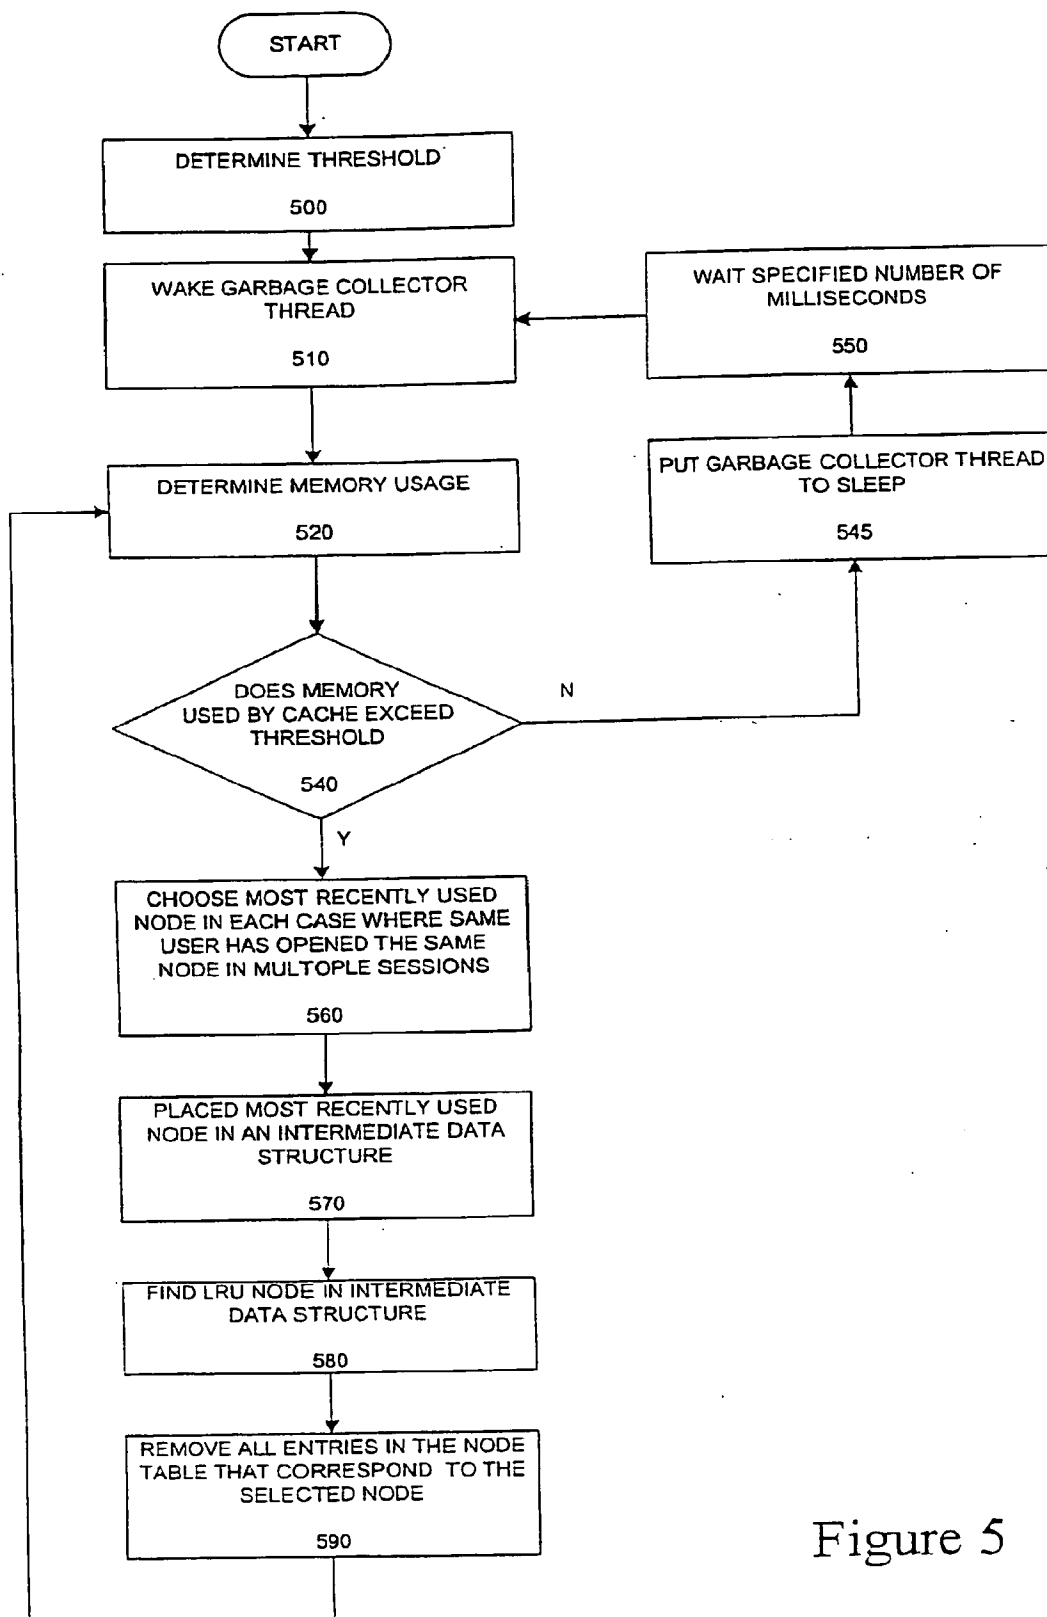 START
DETERMINE THRESHOLD
500
WAKE GARBAGE COLLECTOR
THREAD
510
WAIT SPECIFIED NUMBER OF
MILLISECONDS
550
PUT GARBAGE COLLECTOR THREAD
TO SLEEP
545
DETERMINE MEMORY USAGE
520
DOES MEMORY
USED BY CACHE EXCEED
THRESHOLD
540
N
Y
CHOOSE MOST RECENTLY USED
NODE IN EACH CASE WHERE SAME
USER HAS OPENED THE SAME
NODE IN MULTOPLE SESSIONS
560
PLACED MOST RECENTLY USED
NODE IN AN INTERMEDIATE DATA
STRUCTURE
570
FIND LRU NODE IN INTERMEDIATE
DATA STRUCTURE
580
REMOVE ALL ENTRIES IN THE NODE
TABLE THAT CORRESPOND TO THE
SELECTED NODE
590
Figure 5